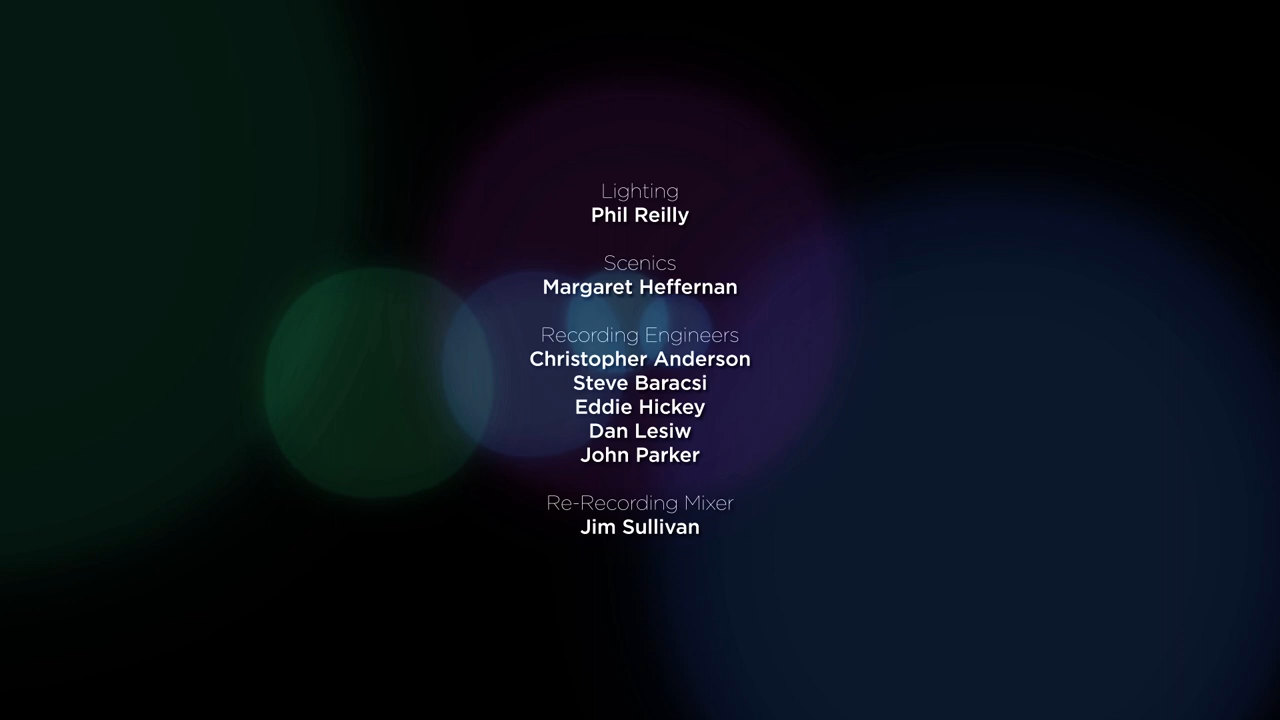 Lighting
Phil Reilly
Scenics
Margaret Heffernan
Recording Engineers
Christopher Anderson
Steve Baracsi
Eddie Hickey
Dan Lesiw
John Parker
Re-Recording Mixer
Jim Sullivan